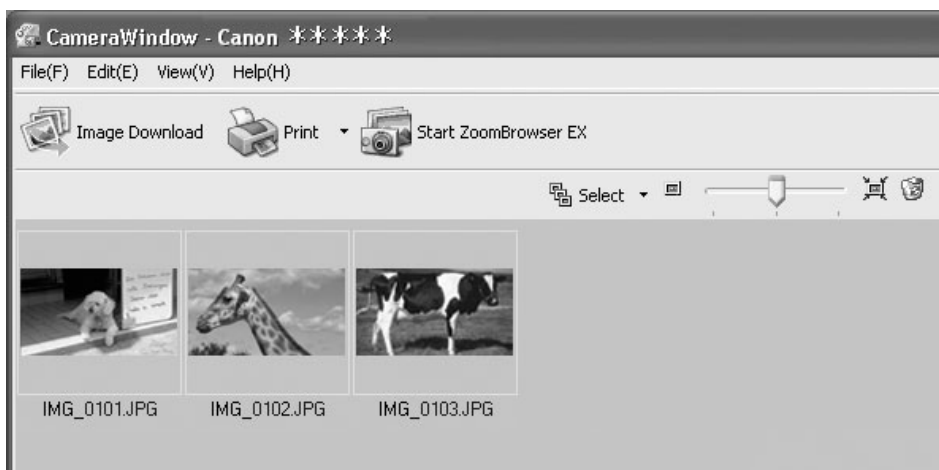 CameraWindow - Canon *****
File(F) Edit(E) View(V) Help(H)
Image Download Print Start ZoomBrowser EX
Select
IMG_0101.JPG IMG_0102.JPG IMG_0103.JPG